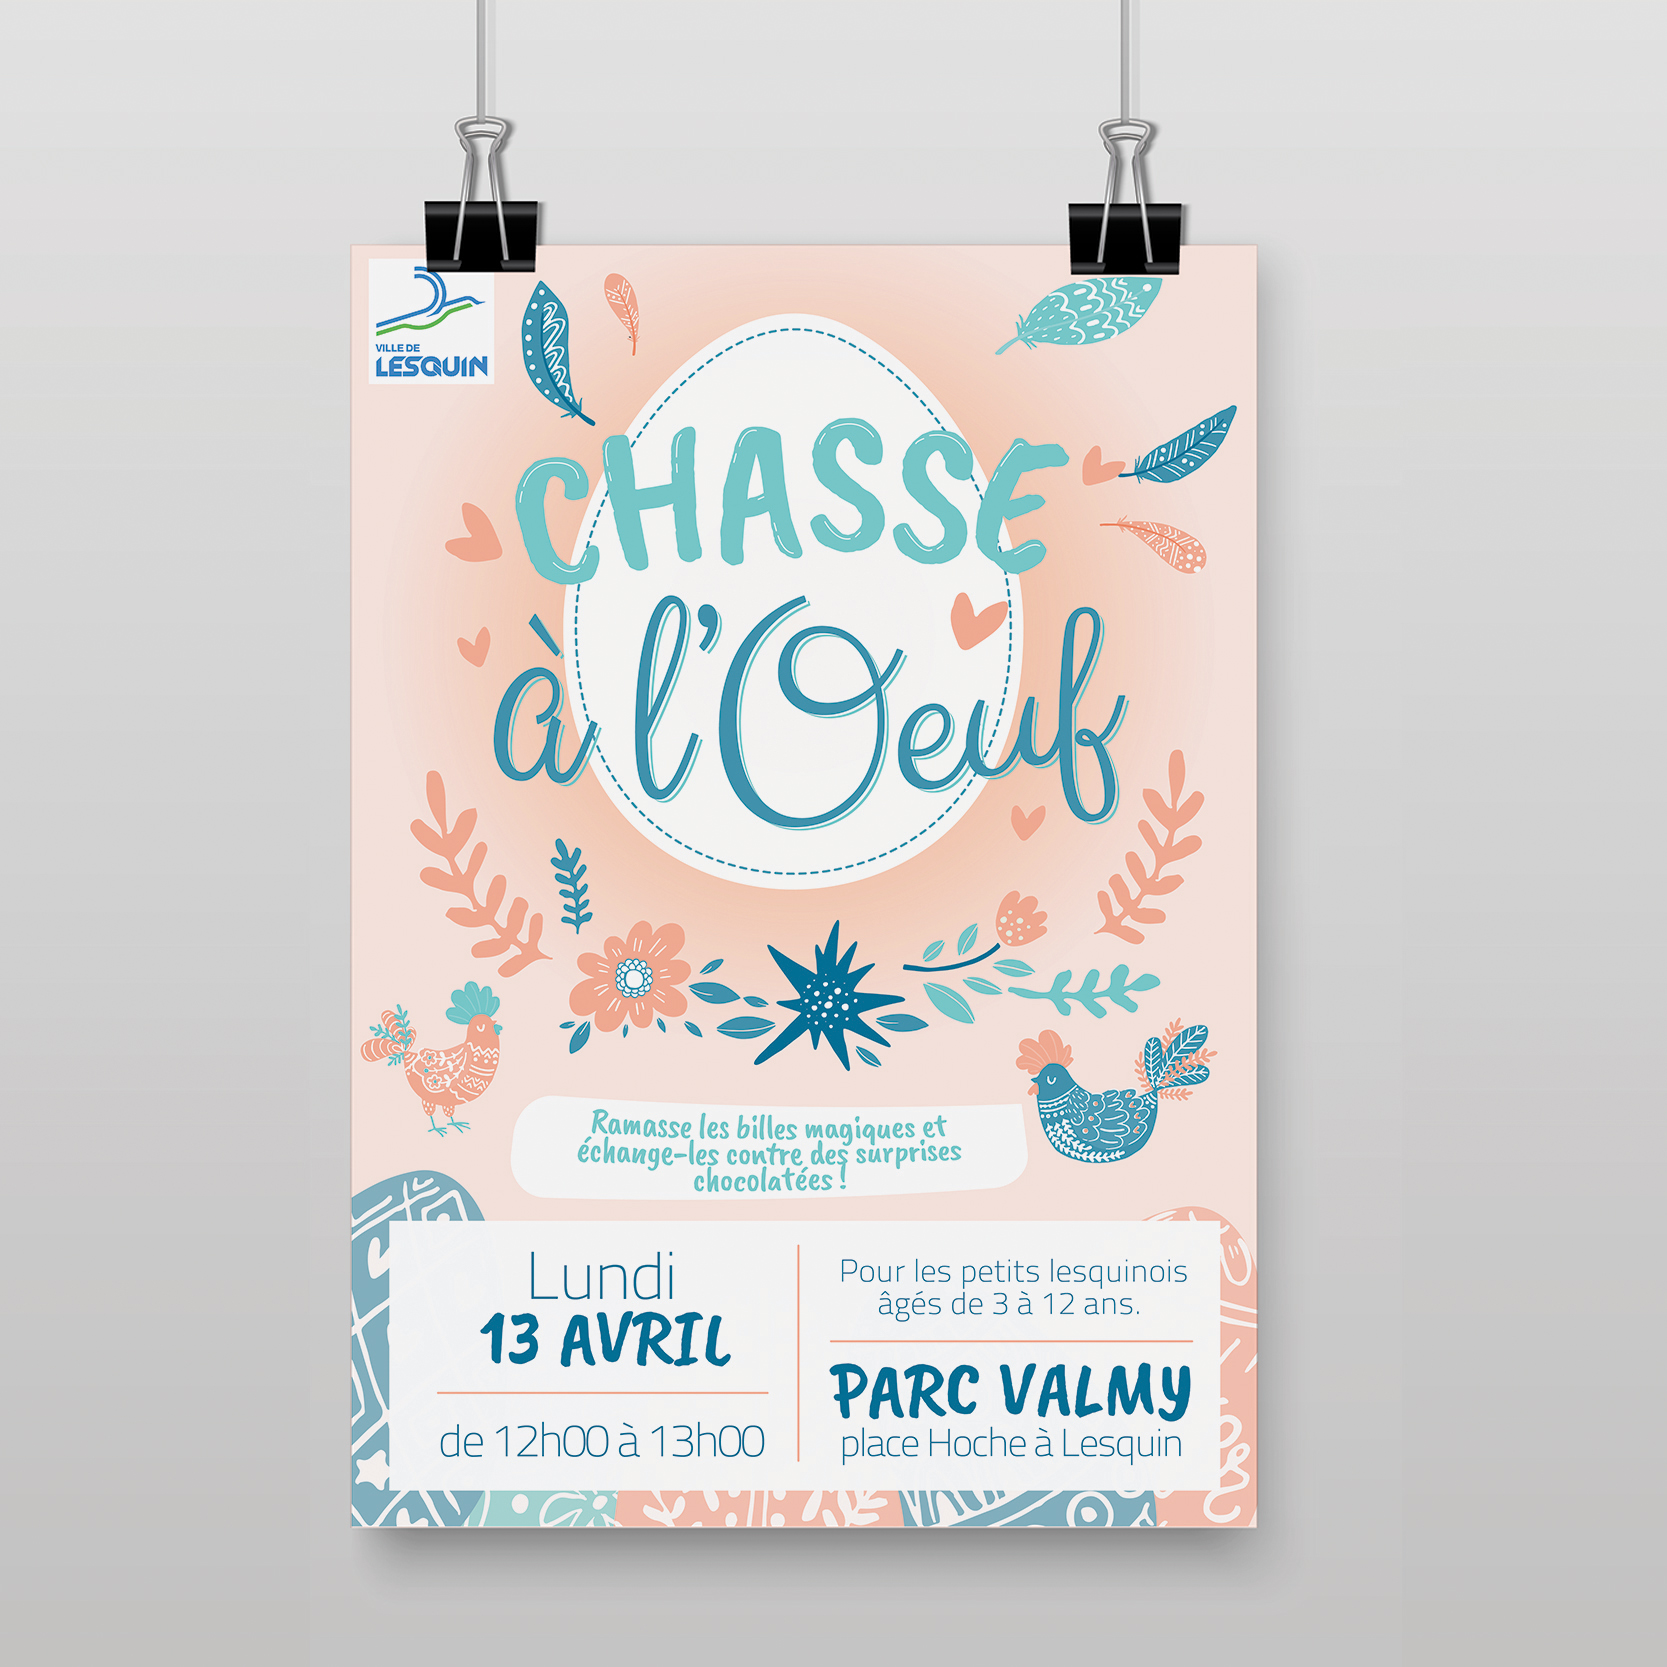 VILLE DE
LESQUIN
CHASSE
à l'Oeuf
Ramasse les billes magiques et
échange-les contre des surprises
chocolatées !
Lundi
13 AVRIL
de 12h00 à 13h00
Pour les petits lesquinois
âgés de 3 à 12 ans.
PARC VALMY
place Hoche à Lesquin